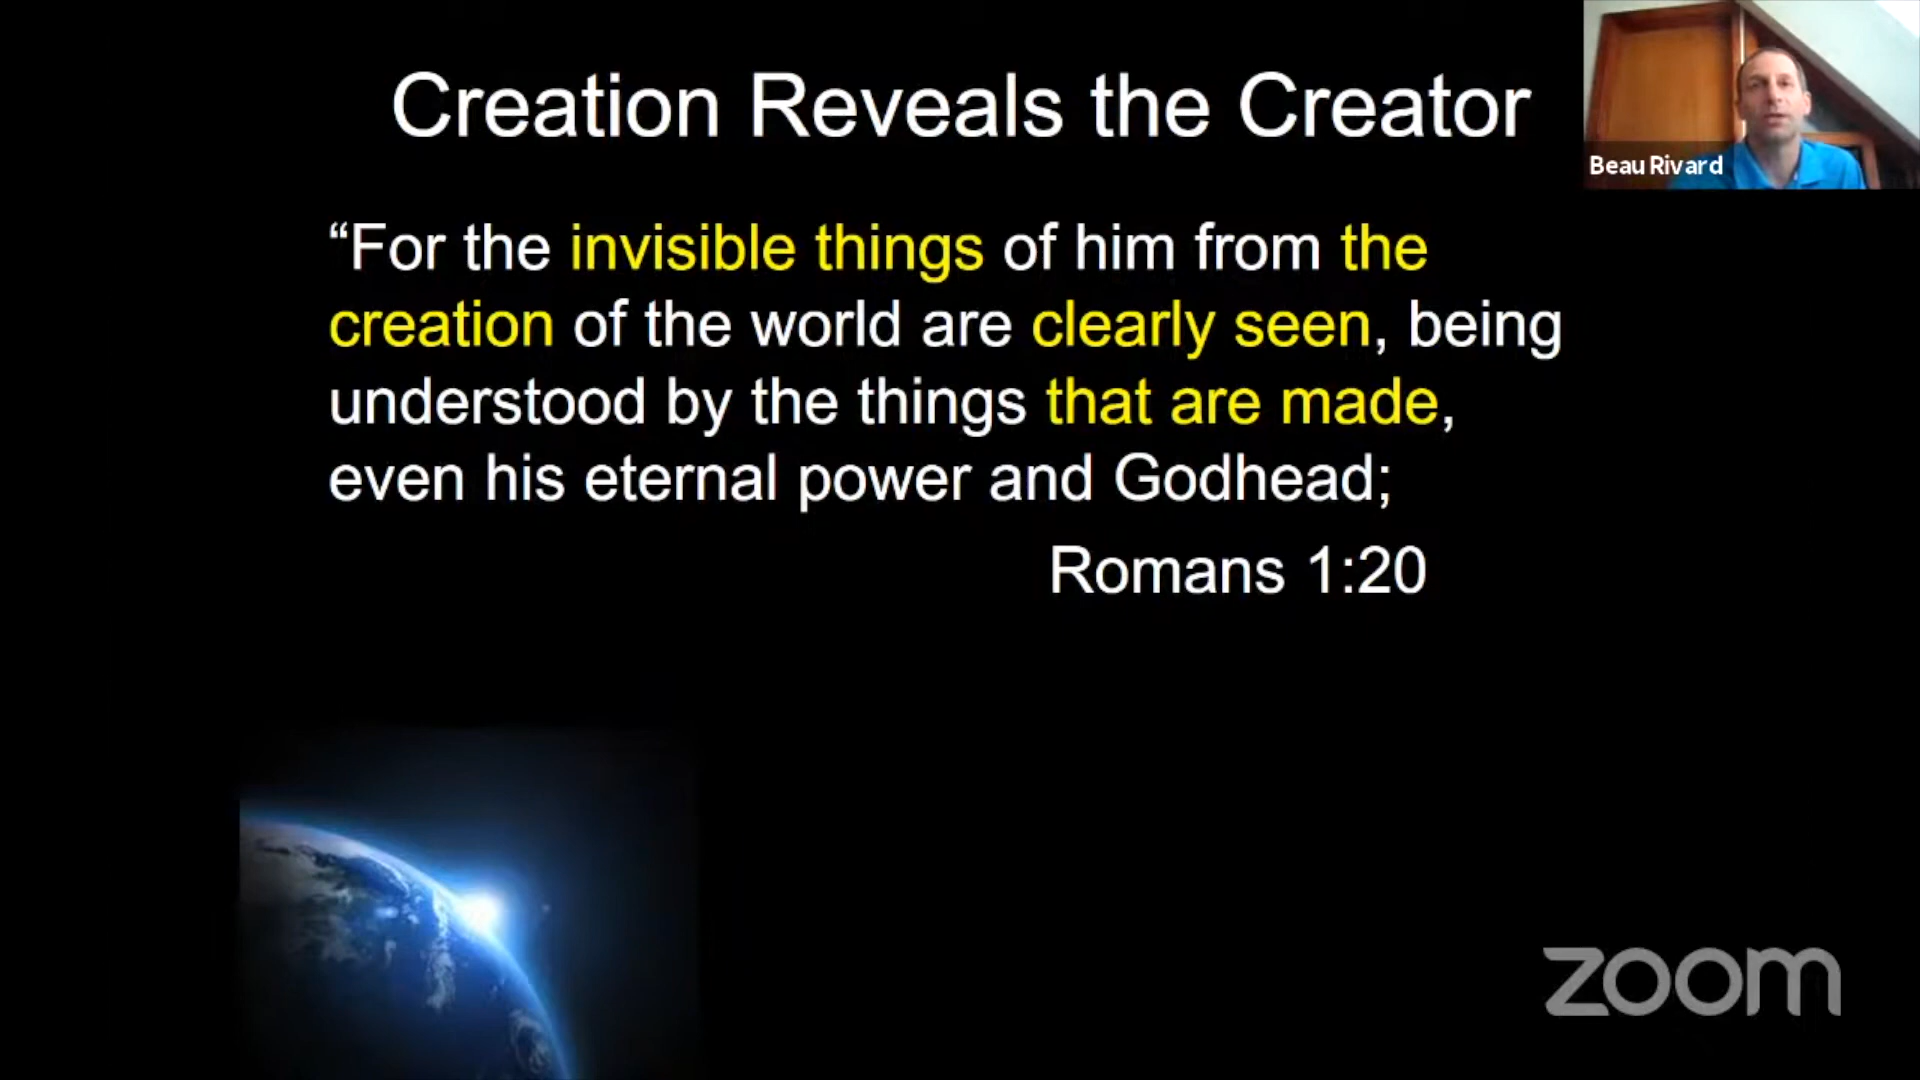 Creation Reveals the Creator
Beau Rivard
“For the invisible things of him from the
creation of the world are clearly seen, being
understood by the things that are made,
even his eternal power and Godhead;
Romans 1:20
zoom